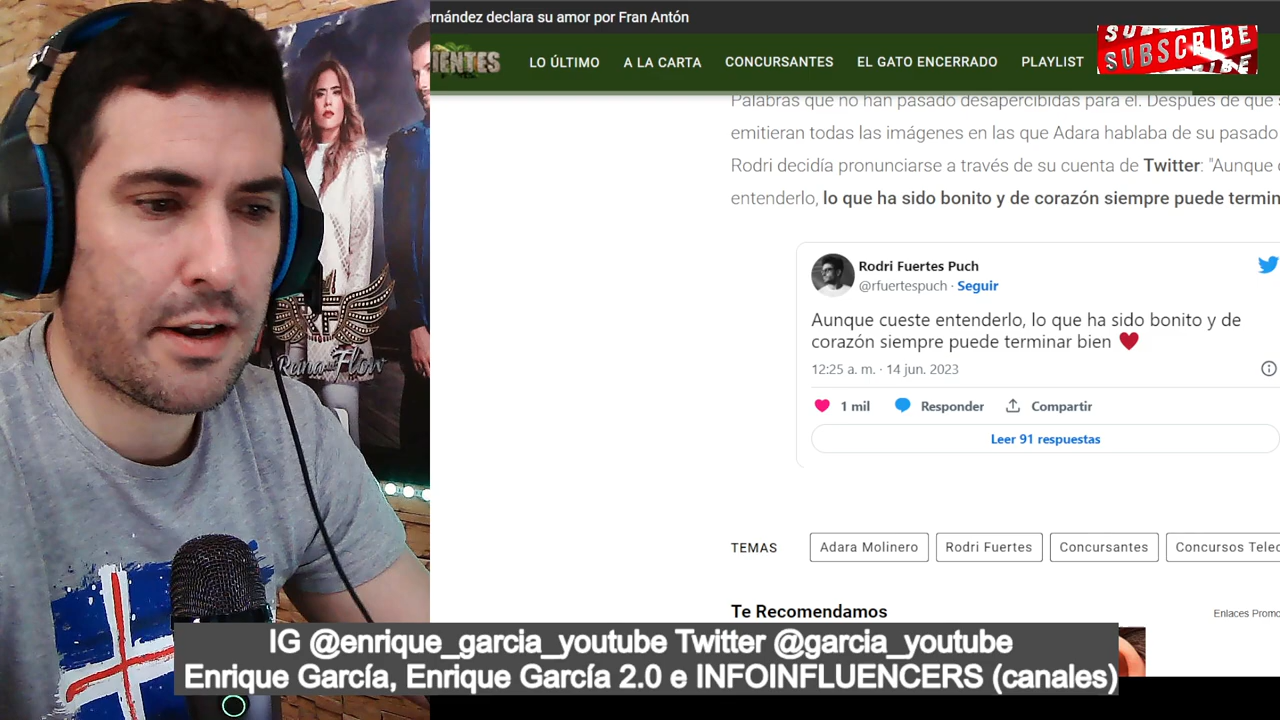 rnández declara su amor por Fran Antón
IENTES
LO ÚLTIMO
A LA CARTA
CONCURSANTES
EL GATO ENCERRADO
PLAYLIST
SUBSCRIBE
Palabras que no han pasado desapercibidas para él. Después de que
emitieran todas las imágenes en las que Adara hablaba de su pasado
Rodri decidía pronunciarse a través de su cuenta de Twitter: "Aunque
entenderlo, lo que ha sido bonito y de corazón siempre puede termin
Rodri Fuertes Puch
@rfuertespuch · Seguir
Aunque cueste entenderlo, lo que ha sido bonito y de
corazón siempre puede terminar bien ♥
12:25 a. m. · 14 jun. 2023
1 mil
Responder
Compartir
Leer 91 respuestas
TEMAS
Adara Molinero
Rodri Fuertes
Concursantes
Concursos Telec
Te Recomendamos
Enlaces Promo
RF
Reina de Flow
IG @enrique_garcia_youtube Twitter @garcia_youtube
Enrique García, Enrique García 2.0 e INFOINFLUENCERS (canales)